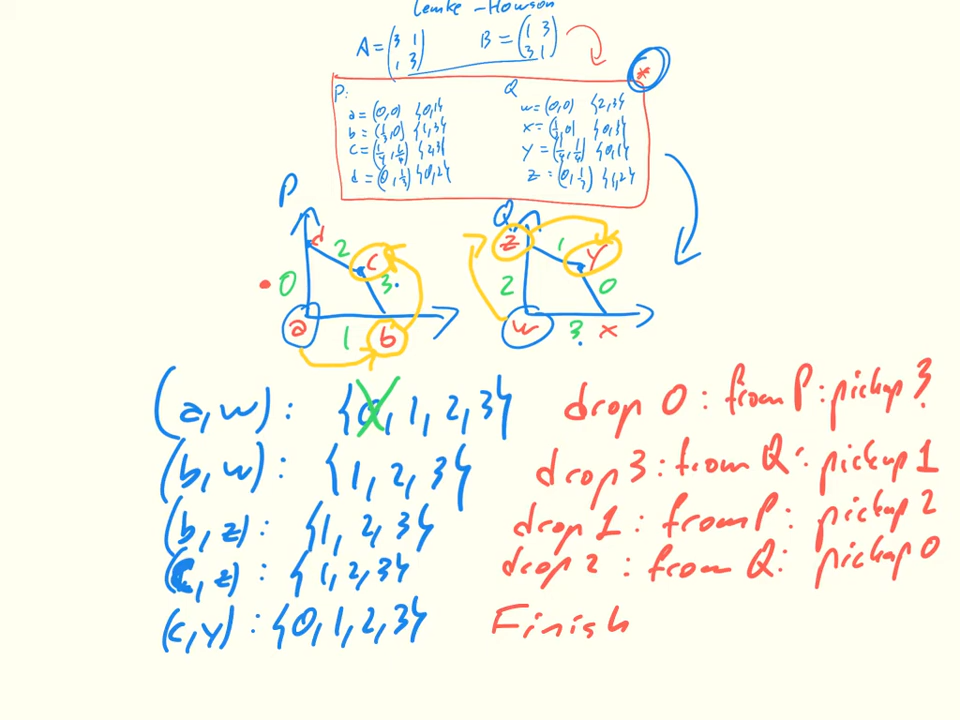 Lemke-Howson
A = (3 1 B = (1 3
1 3) 3 1)
*
P: Q
a = (0,0) {0,1} w = (0,0) {2,3}
b = (1/3,0) {1,3} x = (1/3,0) {0,3}
c = (1/4,1/4) {2,3} y = (1/4,1/4) {0,1}
d = (0,1/3) {0,2} z = (0,1/3) {1,2}
P Q
d 2 c z 1 y
0 3 2 0
a 1 b w 3 x
(a,w): {0,1,2,3} drop 0: from P: pickup 3
(b,w): {1,2,3} drop 3: from Q: pickup 1
(b,z): {1,2,3} drop 1: from P: pickup 2
(c,z): {1,2,3} drop 2: from Q: pickup 0
(c,y): {0,1,2,3} Finish